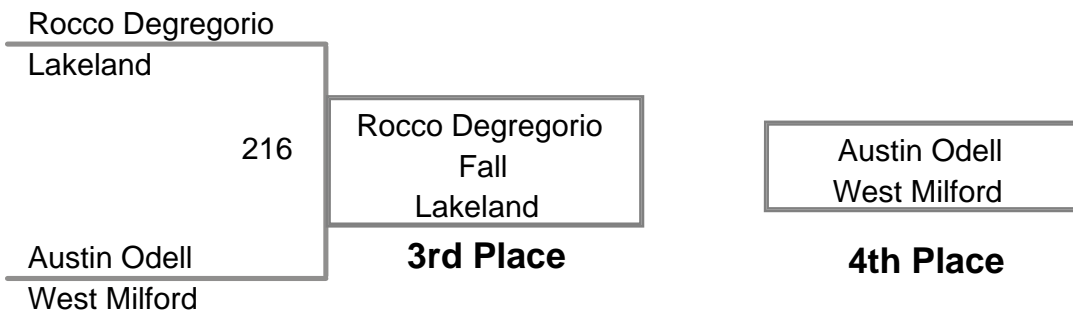 Rocco Degregorio
Lakeland
216
Austin Odell
West Milford
Rocco Degregorio
Fall
Lakeland
3rd Place
Austin Odell
West Milford
4th Place